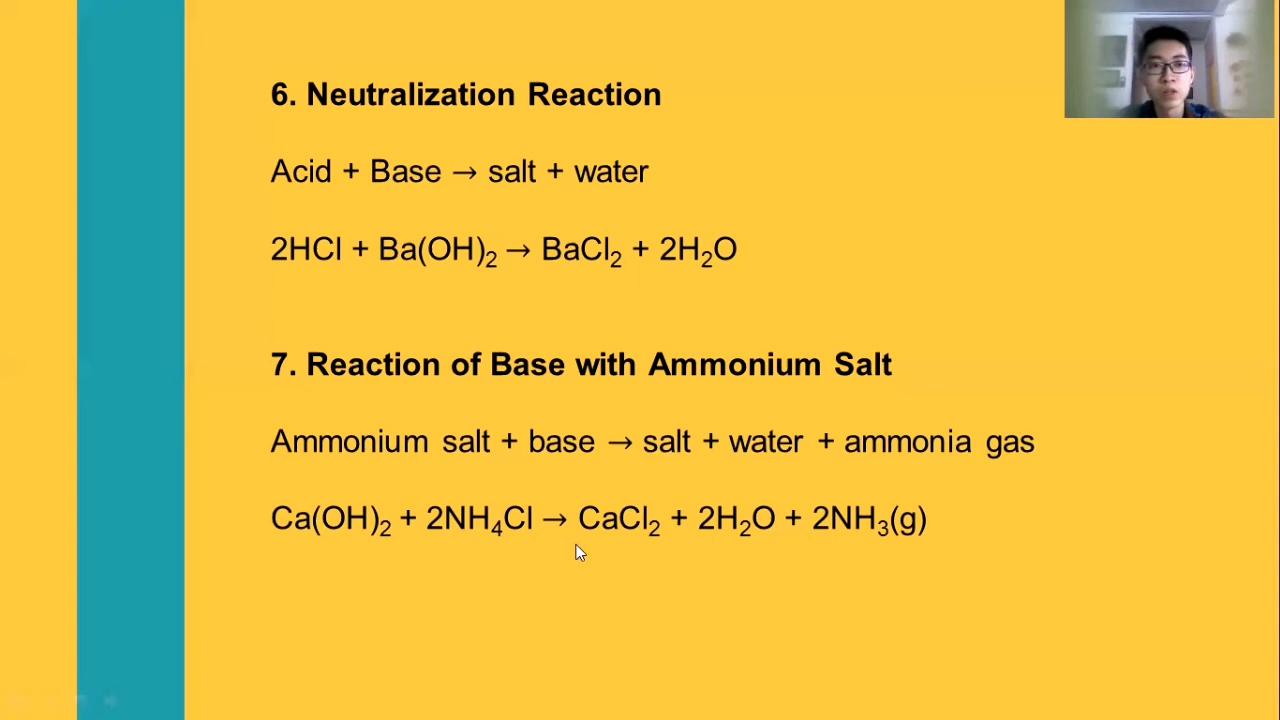 6. Neutralization Reaction
Acid + Base → salt + water
2HCl + Ba(OH)₂ → BaCl₂ + 2H₂O
7. Reaction of Base with Ammonium Salt
Ammonium salt + base → salt + water + ammonia gas
Ca(OH)₂ + 2NH₄Cl → CaCl₂ + 2H₂O + 2NH₃(g)